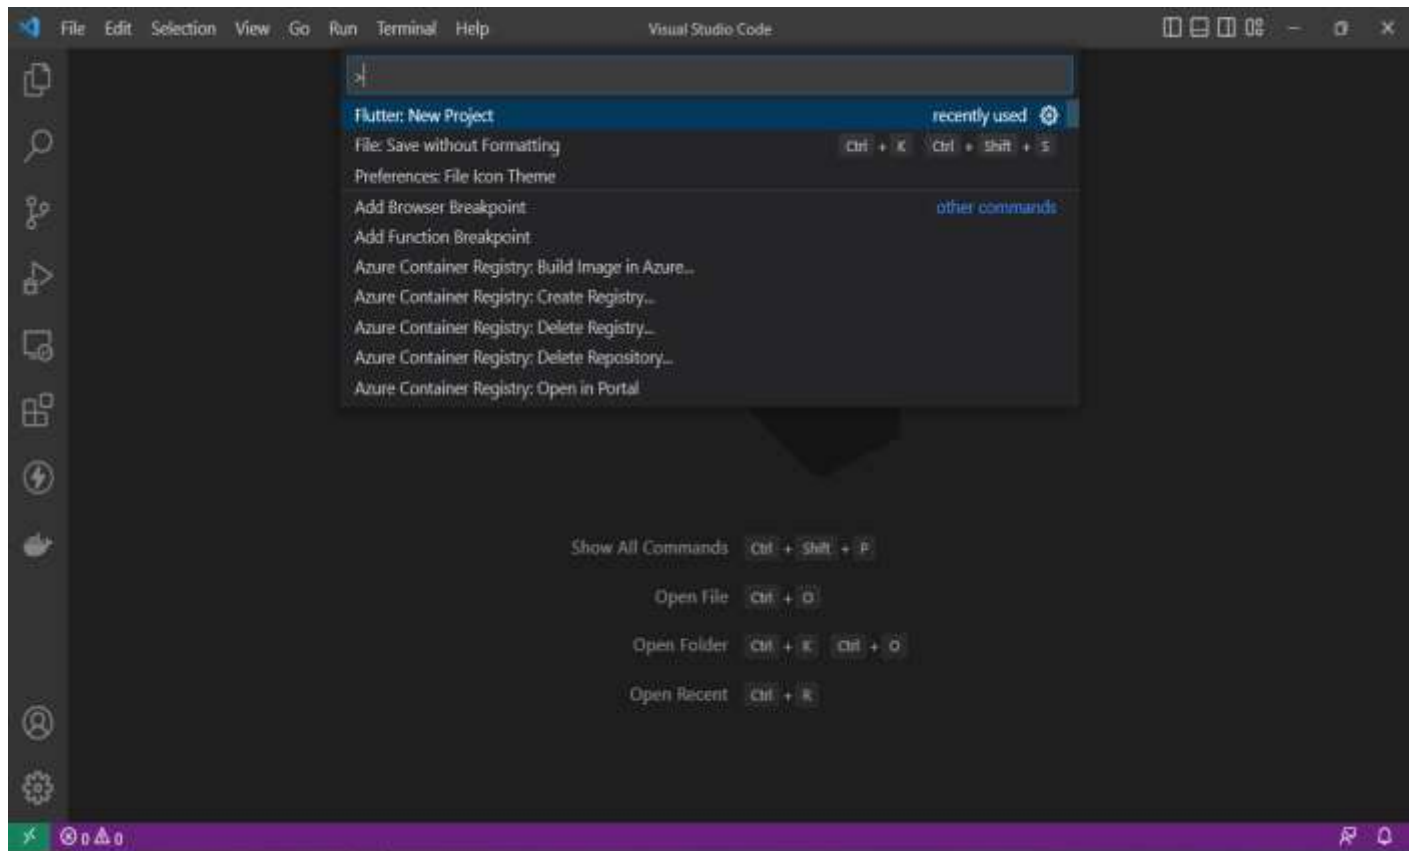 File Edit Selection View Go Run Terminal Help Visual Studio Code
>
Flutter: New Project recently used
File: Save without Formatting Ctrl + K Ctrl + Shift + S
Preferences: File Icon Theme
Add Browser Breakpoint other commands
Add Function Breakpoint
Azure Container Registry: Build Image in Azure...
Azure Container Registry: Create Registry...
Azure Container Registry: Delete Registry...
Azure Container Registry: Delete Repository...
Azure Container Registry: Open in Portal
Show All Commands Ctrl + Shift + P
Open File Ctrl + O
Open Folder Ctrl + K Ctrl + O
Open Recent Ctrl + R
0 0